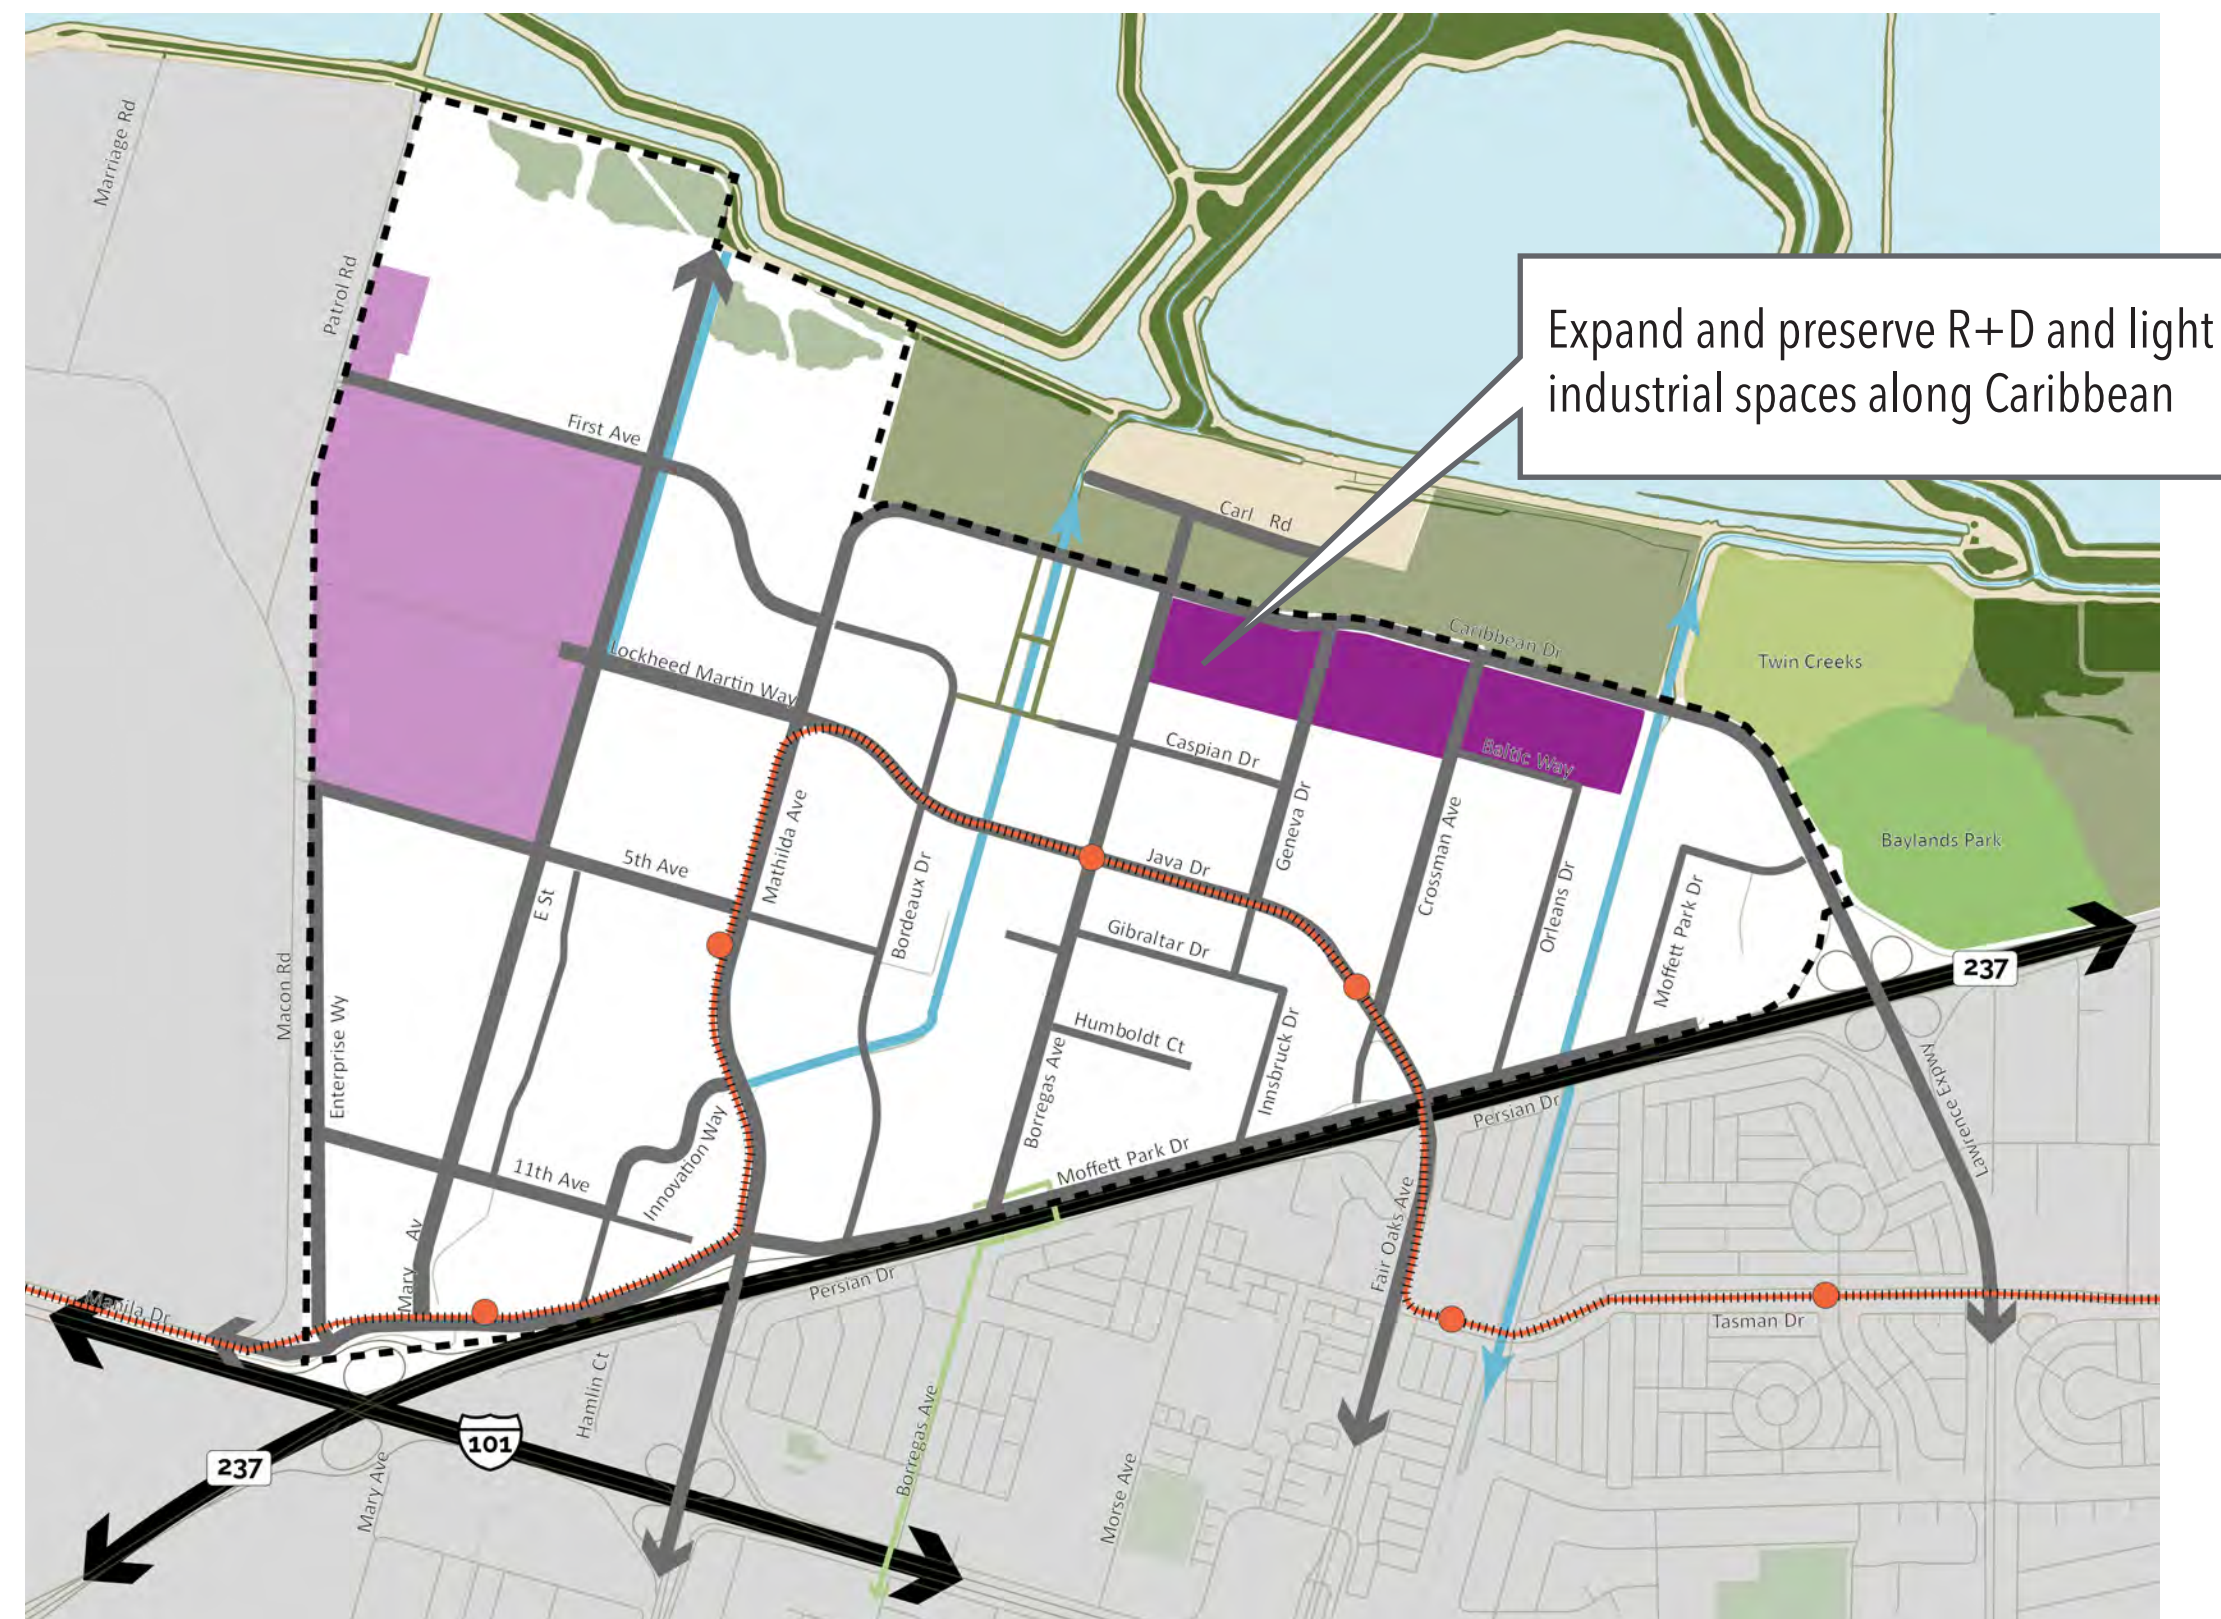 Marriage Rd
Patrol Rd
Expand and preserve R+D and light
industrial spaces along Caribbean
First Ave
Carl Rd
Caribbean Dr
Twin Creeks
Lockheed Martin Way
Caspian Dr
Baltic Way
Baylands Park
Mathilda Ave
Geneva Dr
Crossman Ave
5th Ave
Java Dr
E St
Bordeaux Dr
Orleans Dr
Moffett Park Dr
Gibraltar Dr
237
Macon Rd
Enterprise Wy
Humboldt Ct
Innsbruck Dr
Borregas Ave
Persian Dr
Lawrence Expwy
11th Ave
Innovation Way
Moffett Park Dr
Mary Av
Fair Oaks Ave
Persian Dr
Manila Dr
Tasman Dr
Hamlin Ct
Borregas Ave
101
237
Mary Ave
Morse Ave